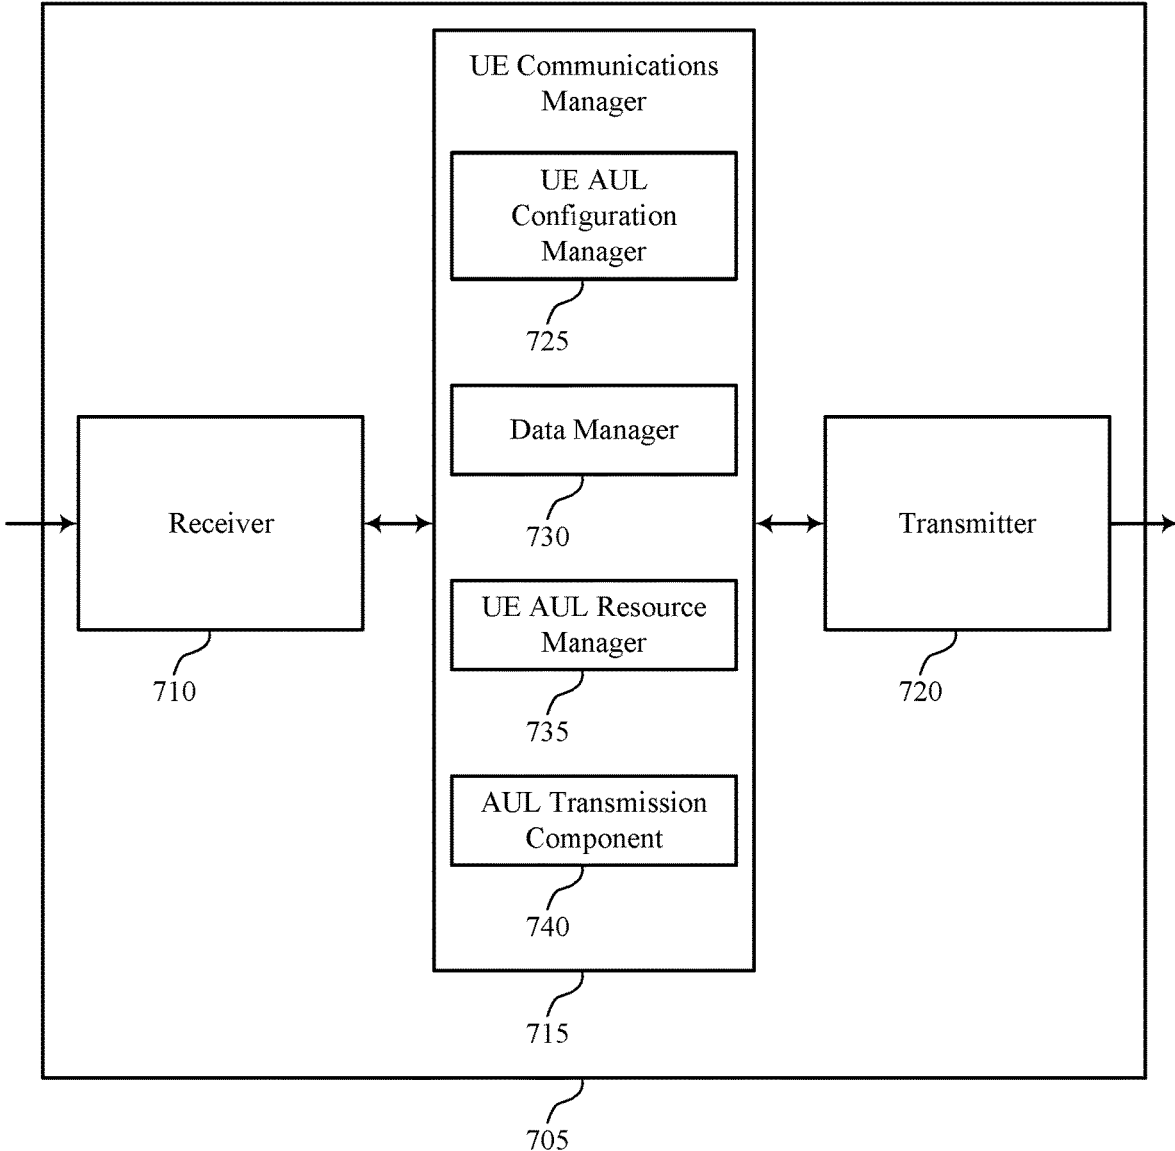 UE Communications
Manager
UE AUL
Configuration
Manager
725
Data Manager
730
Receiver
710
Transmitter
720
UE AUL Resource
Manager
735
AUL Transmission
Component
740
715
705